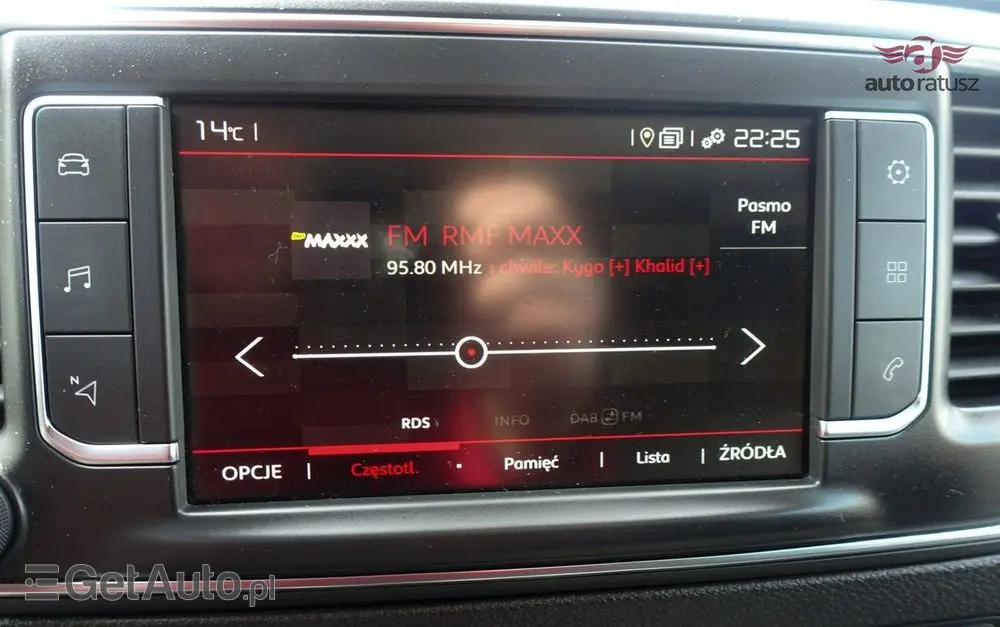 autoratusz
14°C
22:25
Pasmo
FM
MAXXX
FM RMF MAXX
95.80 MHz chwile: Kygo [+] Khalid [+]
N
RDS INFO DAB FM
OPCJE Częstotl. Pamięć Lista ŹRÓDŁA
GetAuto.pl